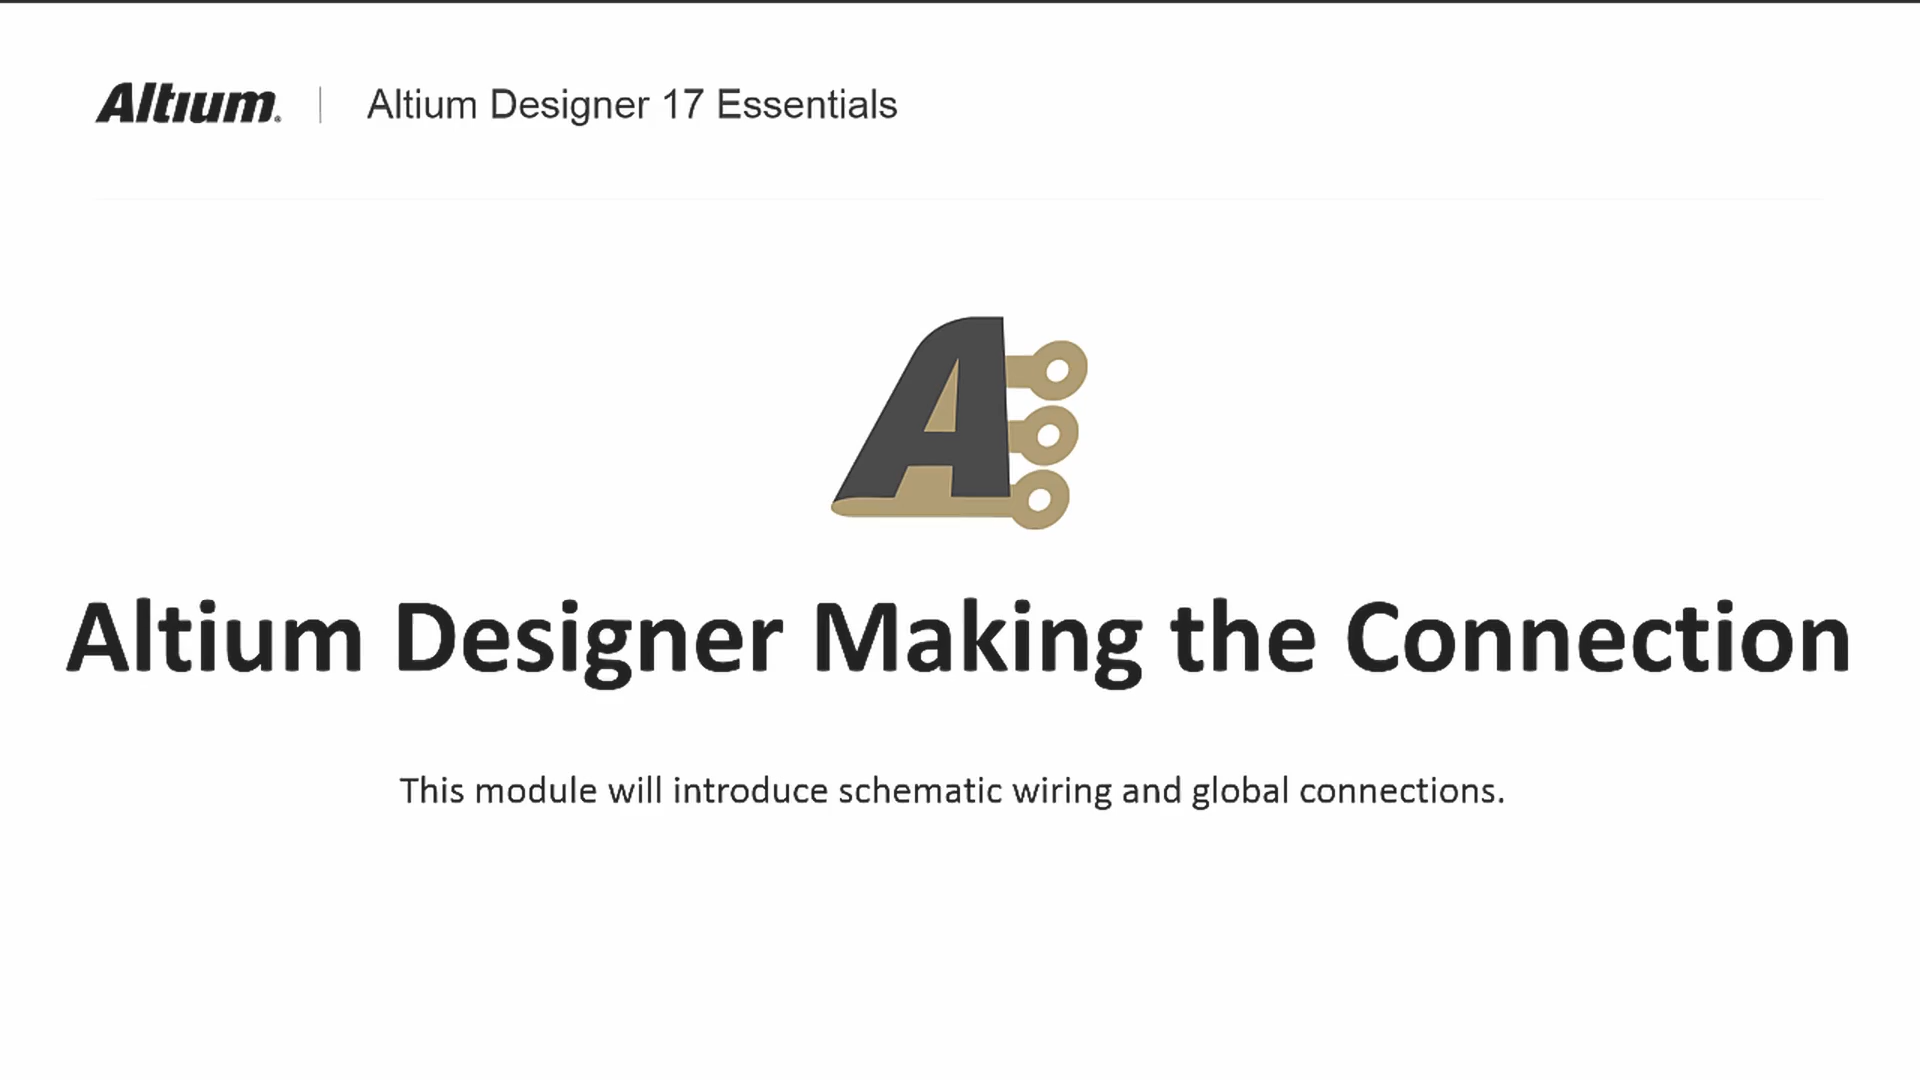 Altium. | Altium Designer 17 Essentials
Altium Designer Making the Connection
This module will introduce schematic wiring and global connections.